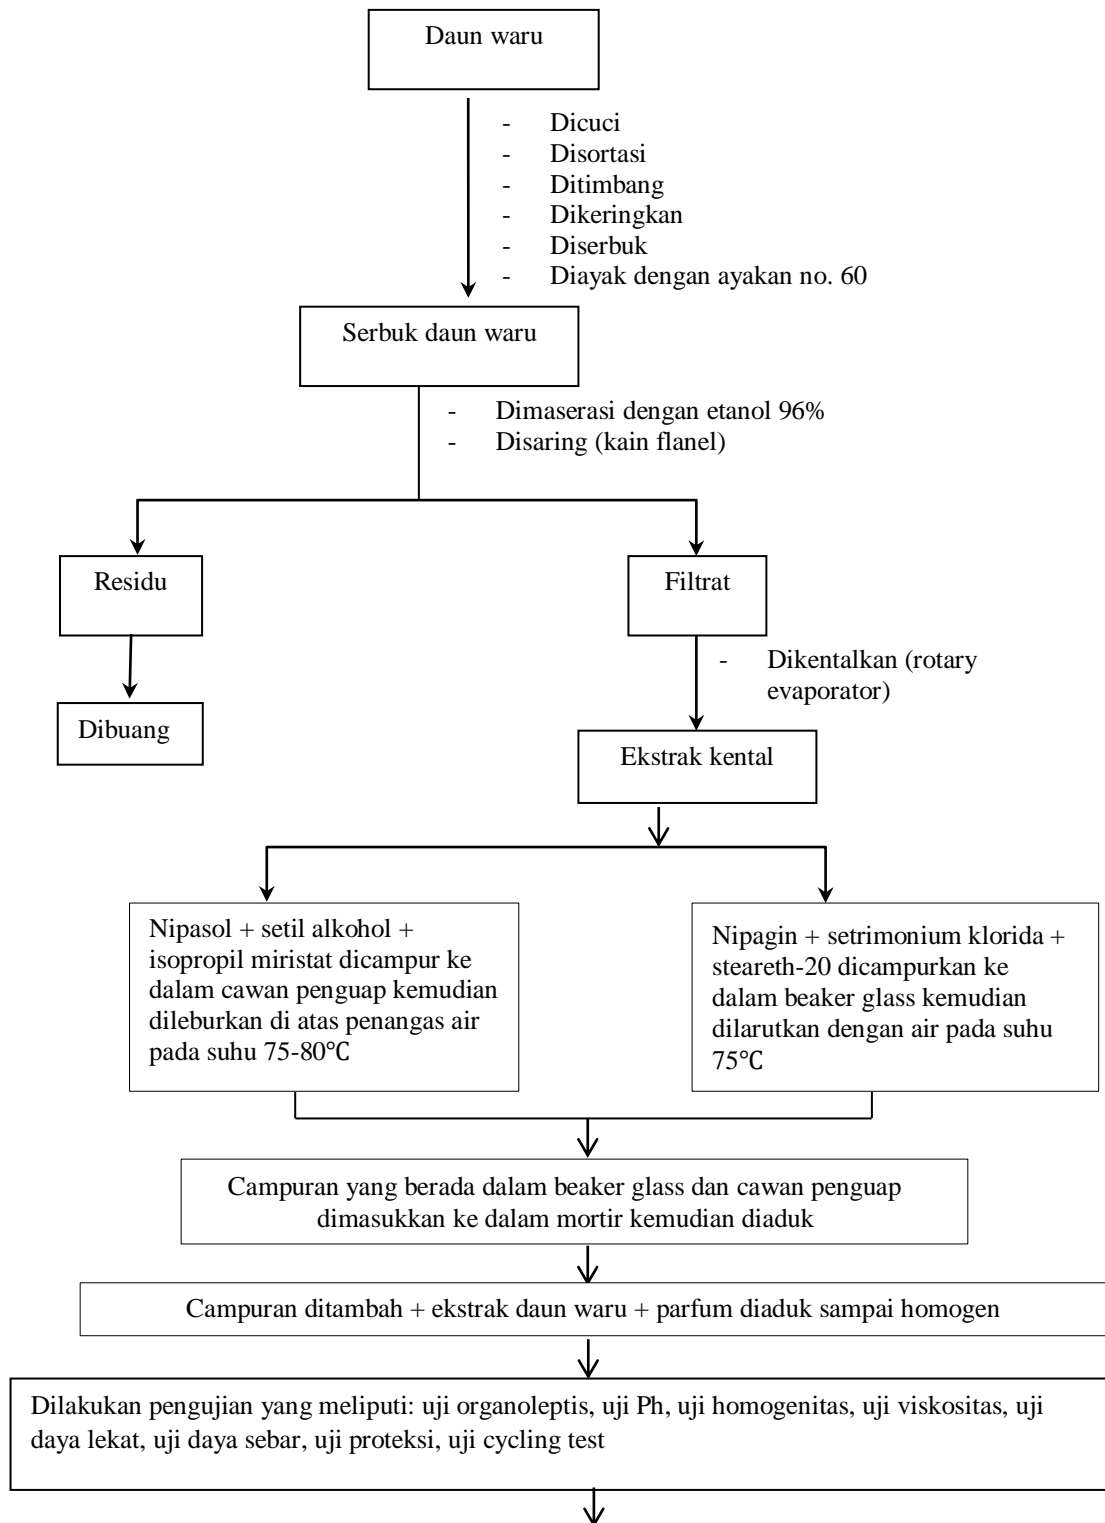 Daun waru
- Dicuci
- Disortasi
- Ditimbang
- Dikeringkan
- Diserbuk
- Diayak dengan ayakan no. 60
Serbuk daun waru
- Dimaserasi dengan etanol 96%
- Disaring (kain flanel)
Residu
Filtrat
- Dikentalkan (rotary
evaporator)
Dibuang
Ekstrak kental
Nipasol + setil alkohol +
isopropil miristat dicampur ke
dalam cawan penguap kemudian
dileburkan di atas penangas air
pada suhu 75-80°C
Nipagin + setrimonium klorida +
steareth-20 dicampurkan ke
dalam beaker glass kemudian
dilarutkan dengan air pada suhu
75°C
Campuran yang berada dalam beaker glass dan cawan penguap
dimasukkan ke dalam mortir kemudian diaduk
Campuran ditambah + ekstrak daun waru + parfum diaduk sampai homogen
Dilakukan pengujian yang meliputi: uji organoleptis, uji Ph, uji homogenitas, uji viskositas, uji
daya lekat, uji daya sebar, uji proteksi, uji cycling test